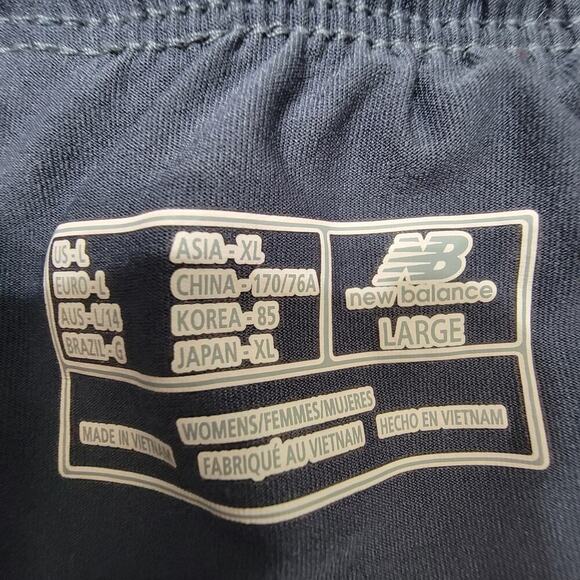 US-L
EURO-L
AUS-L/14
BRAZIL-G
ASIA-XL
CHINA-170/76A
KOREA-85
JAPAN-XL
NB
new balance
LARGE
MADE IN VIETNAM
WOMENS/FEMMES/MUJERES
FABRIQUÉ AU VIETNAM
HECHO EN VIETNAM